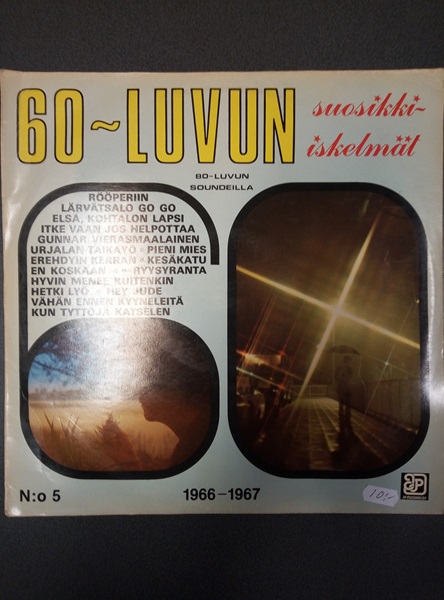 60~LUVUN
suosikki-
iskelmät
80-LUVUN
SOUNDEILLA
RÖÖPERIIN
LÄRVÄTSALO GO GO
ELSA, KOHTALON LAPSI
ITKE VAAN JOS HELPOTTAA
GUNNAR VIERASMAALAINEN
URJALAN TAIKAYÖ • PIENI MIES
EREHDYIN KERRAN • KESÄKATU
EN KOSKAAN • • RYYSYRANTA
HYVIN MENEE KUITENKIN
HETKI LYÖ • HEY JUDE
VÄHÄN ENNEN KYYNELEITÄ
KUN TYTTÖJÄ KATSELEN
N:o 5
1966-1967
10,-